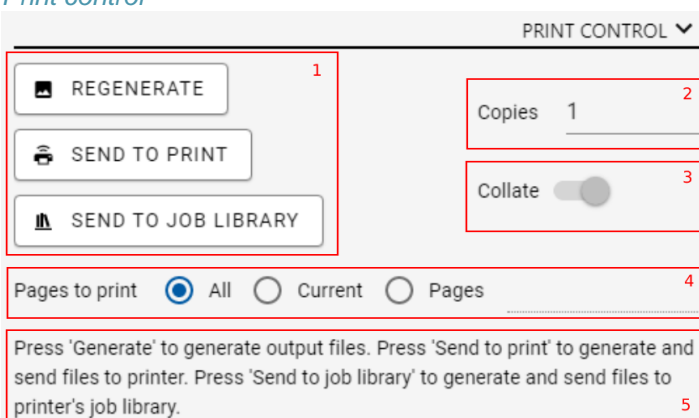 Print control
PRINT CONTROL
1
REGENERATE
SEND TO PRINT
SEND TO JOB LIBRARY
2
Copies 1
3
Collate
4
Pages to print All Current Pages
Press 'Generate' to generate output files. Press 'Send to print' to generate and
send files to printer. Press 'Send to job library' to generate and send files to
printer's job library.
5